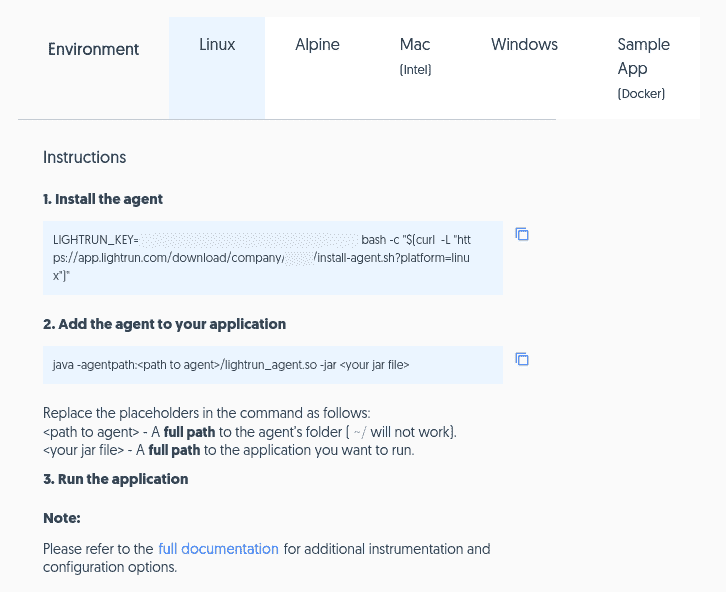 Environment
Linux
Alpine
Mac
(Intel)
Windows
Sample
App
(Docker)
Instructions
1. Install the agent
LIGHTRUN_KEY= bash -c "$(curl -L "htt
ps://app.lightrun.com/download/company/ /install-agent.sh?platform=linu
x")"
2. Add the agent to your application
java -agentpath:<path to agent>/lightrun_agent.so -jar <your jar file>
Replace the placeholders in the command as follows:
<path to agent> - A full path to the agent's folder ( ~/ will not work).
<your jar file> - A full path to the application you want to run.
3. Run the application
Note:
Please refer to the full documentation for additional instrumentation and
configuration options.